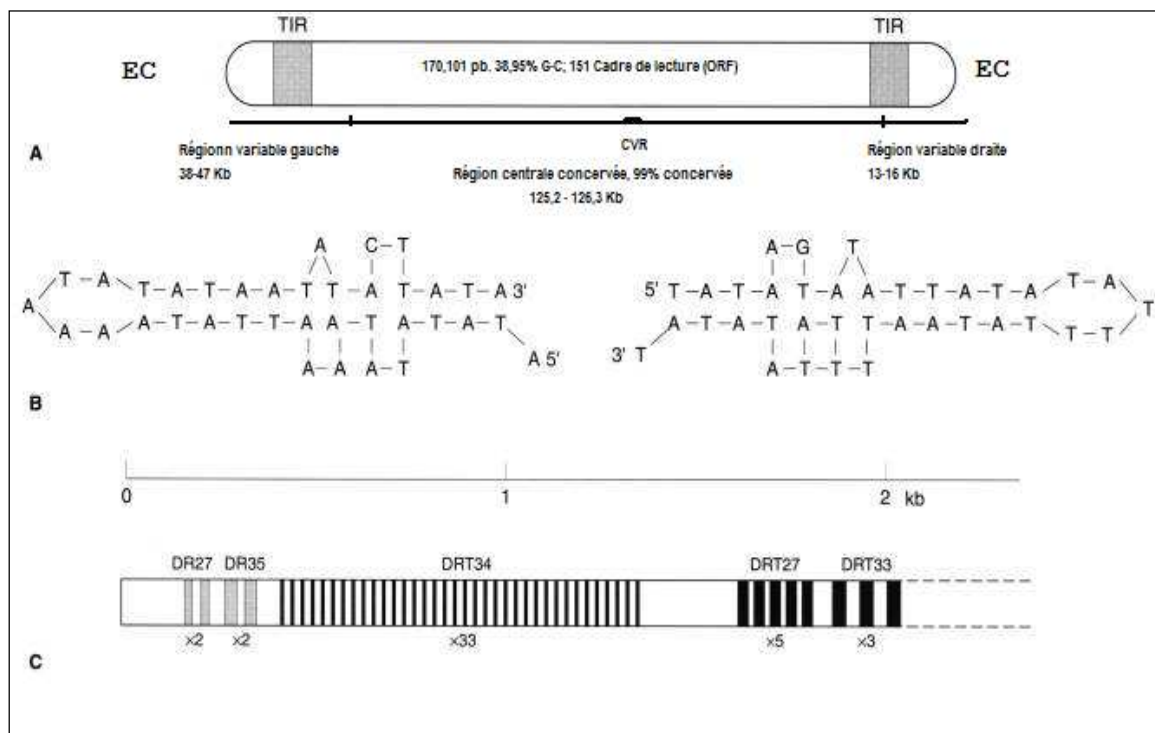 TIR TIR
EC 170,101 pb. 38,95% G-C; 151 Cadre de lecture (ORF) EC
CVR
A
Régionn variable gauche
38-47 Kb
Région centrale concervée, 99% concervée
125,2 - 126,3 Kb
Région variable draite
13-16 Kb
A C–T A–G T
T–A T–A–T–A–A–T–T–A–T–A–T–A 3' 5' T–A–T–A–T–A–A–T–T–A–T–A T–A
A T
A–A A–T–A–T–T–A–A–T–A–T–A–T A–T–A–T–A–T–T–A–A–T–A–T T–T
A 5' 3' T
A–A–A–T A–T–T–T
B
0 1 2 kb
DR27 DR35 DRT34 DRT27 DRT33
×2 ×2 ×33 ×5 ×3
C